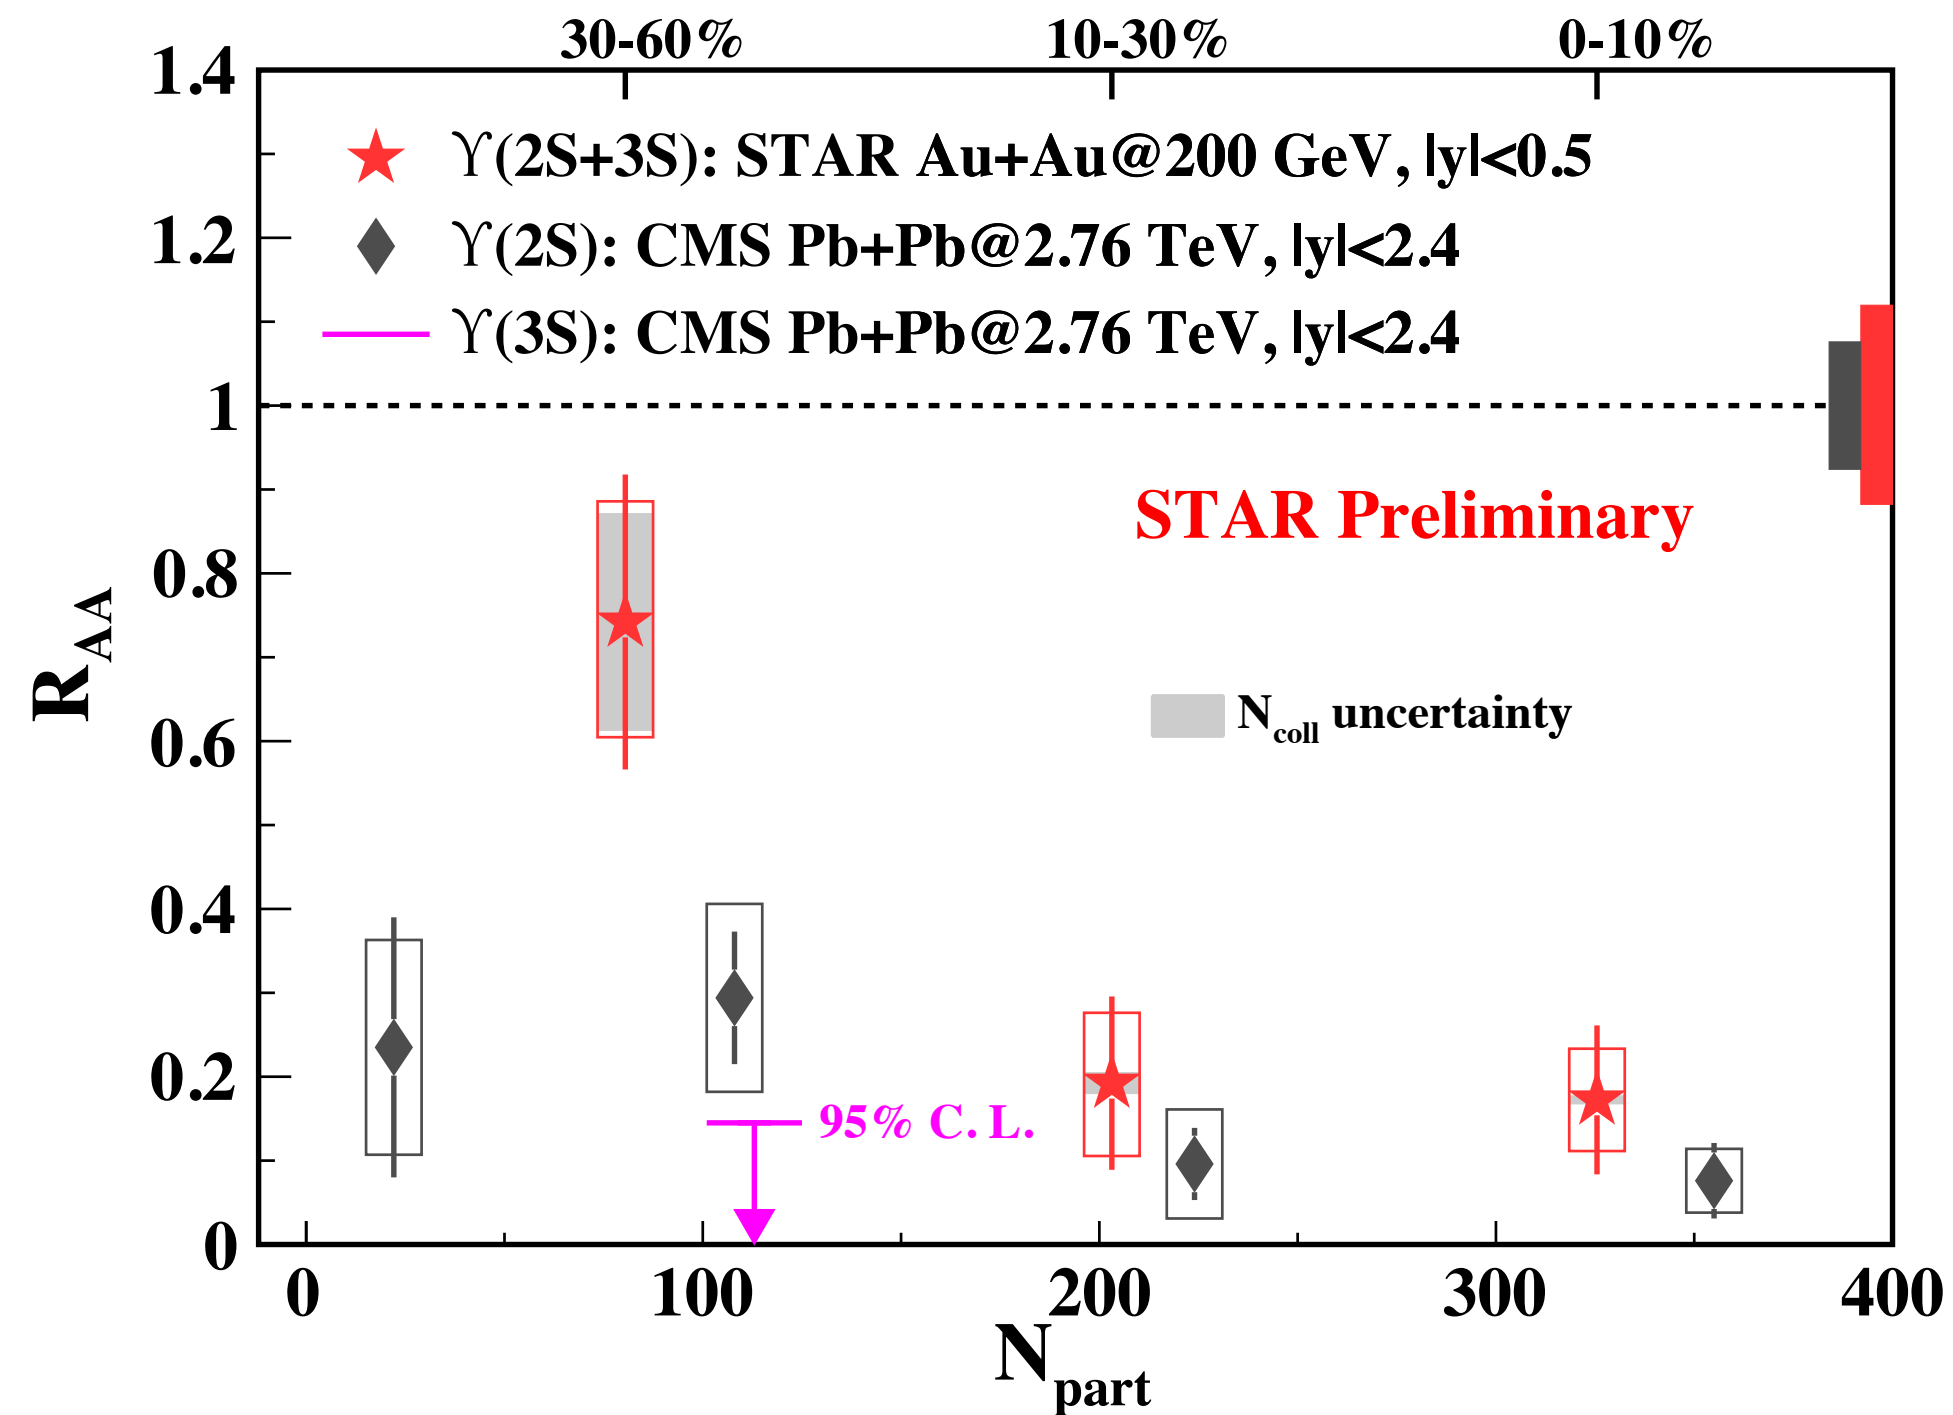 30-60% 10-30% 0-10%
1.4
ϒ(2S+3S): STAR Au+Au@200 GeV, |y|<0.5
1.2
ϒ(2S): CMS Pb+Pb@2.76 TeV, |y|<2.4
ϒ(3S): CMS Pb+Pb@2.76 TeV, |y|<2.4
1
STAR Preliminary
0.8
R_AA
N_coll uncertainty
0.6
0.4
0.2
95% C. L.
0
0 100 200 300 400
N_part